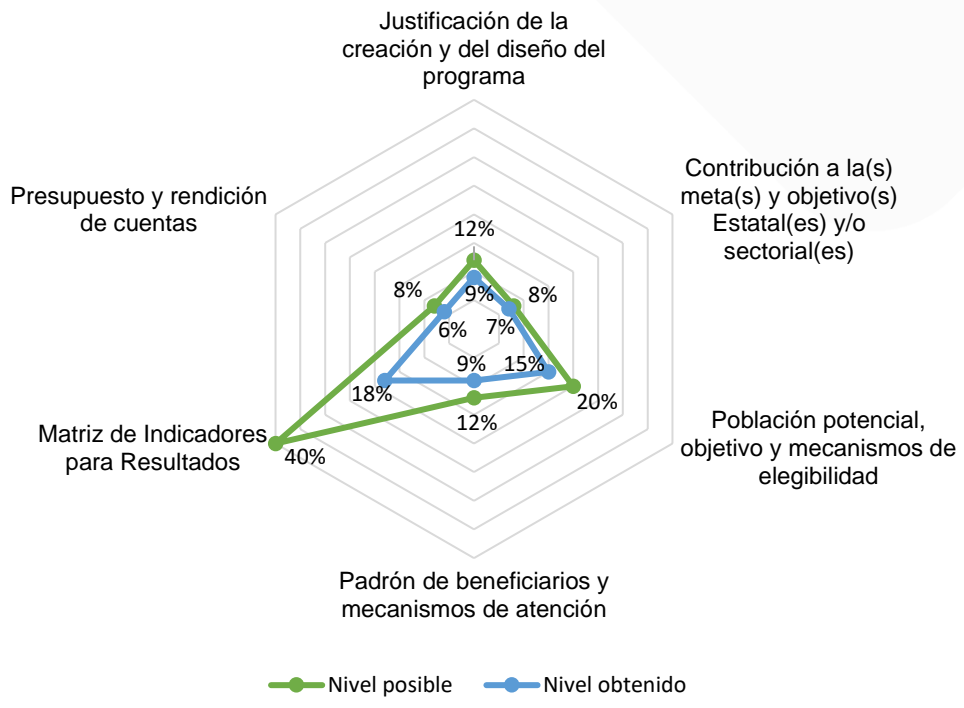 Justificación de la
creación y del diseño del
programa
Contribución a la(s)
meta(s) y objetivo(s)
Estatal(es) y/o
sectorial(es)
Presupuesto y rendición
de cuentas
12%
9%
8%
7%
8%
6%
9%
15%
20%
18%
12%
40%
Matriz de Indicadores
para Resultados
Población potencial,
objetivo y mecanismos de
elegibilidad
Padrón de beneficiarios y
mecanismos de atención
Nivel posible
Nivel obtenido